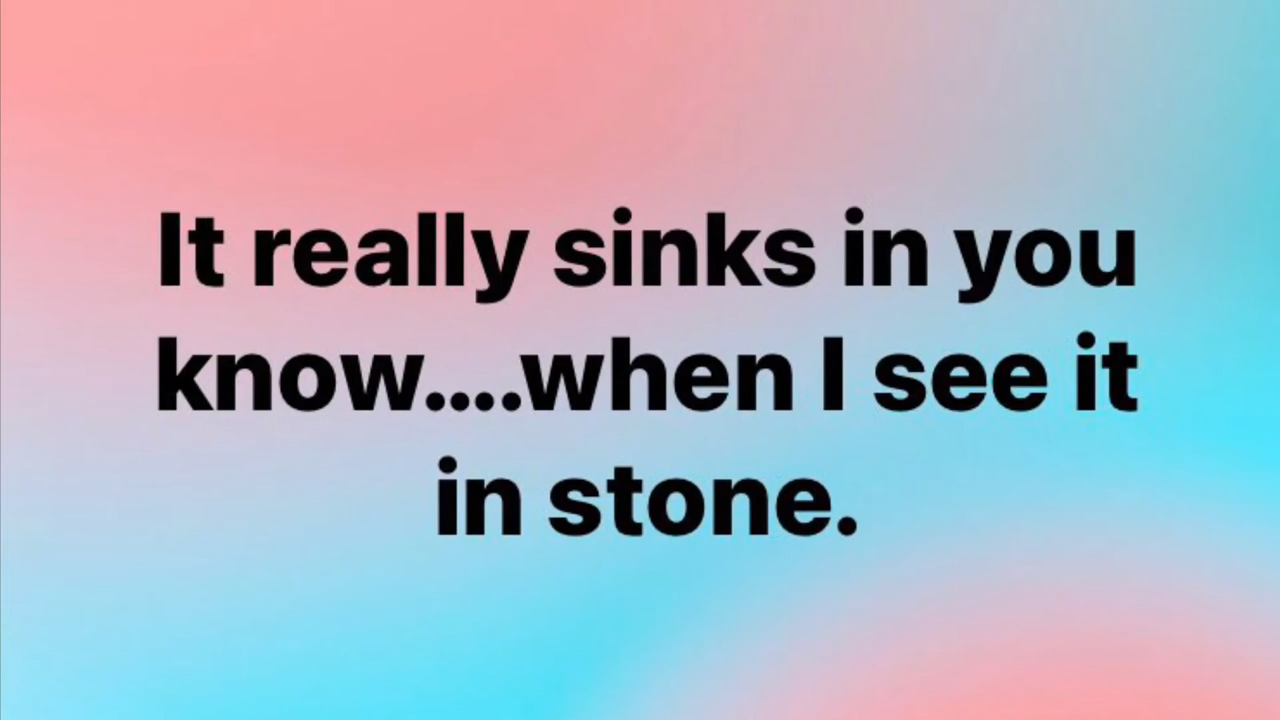 It really sinks in you
know....when I see it
in stone.